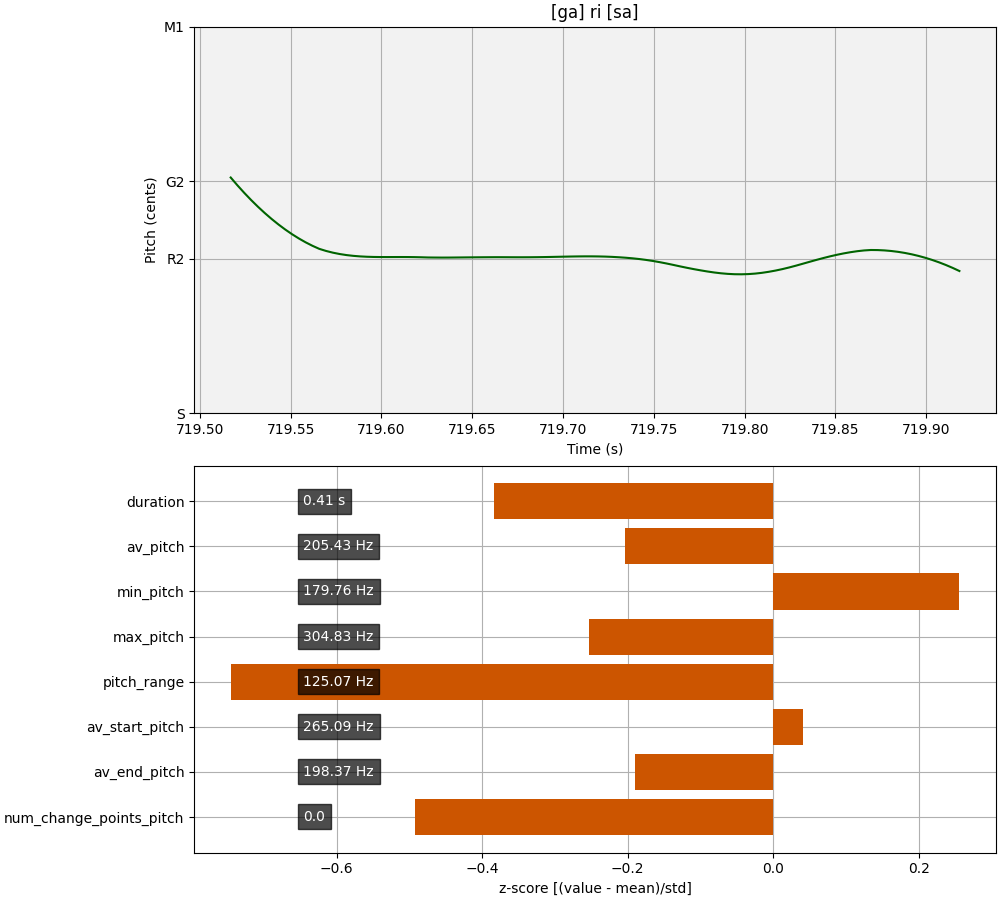 [ga] ri [sa]
M1
G2
R2
S
Pitch (cents)
719.50 719.55 719.60 719.65 719.70 719.75 719.80 719.85 719.90
Time (s)
duration 0.41 s
av_pitch 205.43 Hz
min_pitch 179.76 Hz
max_pitch 304.83 Hz
pitch_range 125.07 Hz
av_start_pitch 265.09 Hz
av_end_pitch 198.37 Hz
num_change_points_pitch 0.0
−0.6 −0.4 −0.2 0.0 0.2
z-score [(value - mean)/std]